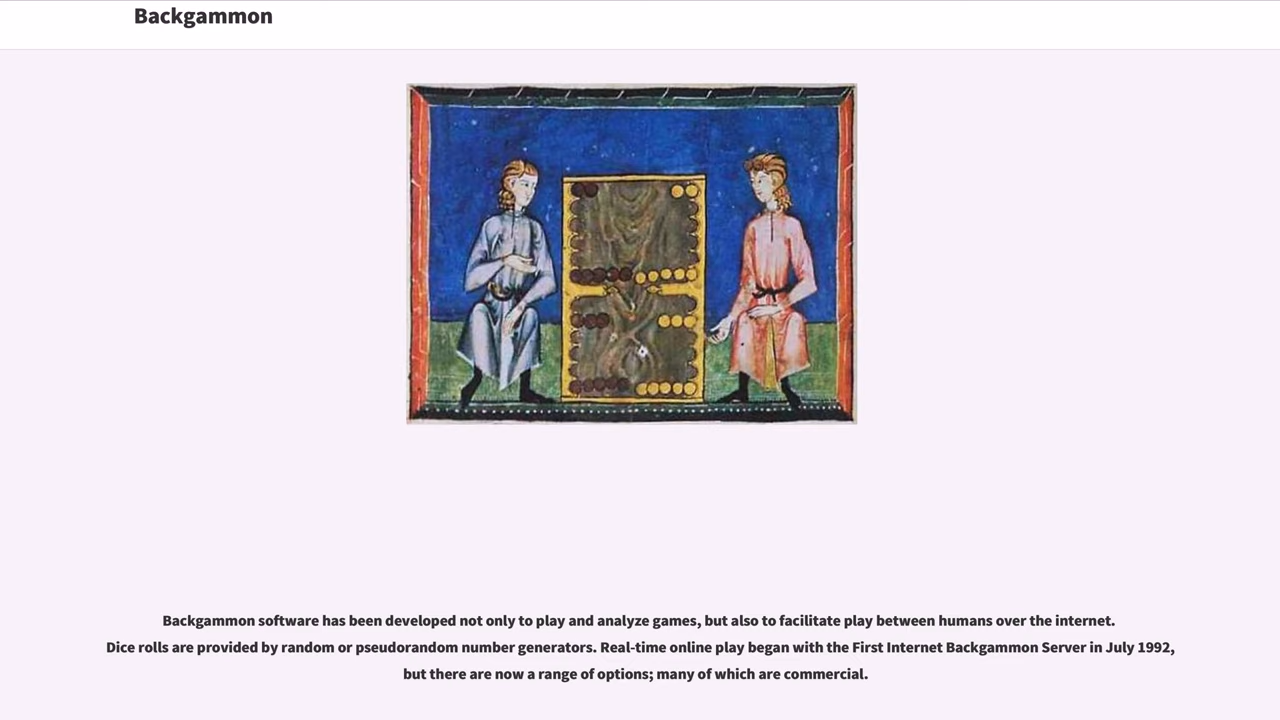 Backgammon
Backgammon software has been developed not only to play and analyze games, but also to facilitate play between humans over the internet.
Dice rolls are provided by random or pseudorandom number generators. Real-time online play began with the First Internet Backgammon Server in July 1992,
but there are now a range of options; many of which are commercial.